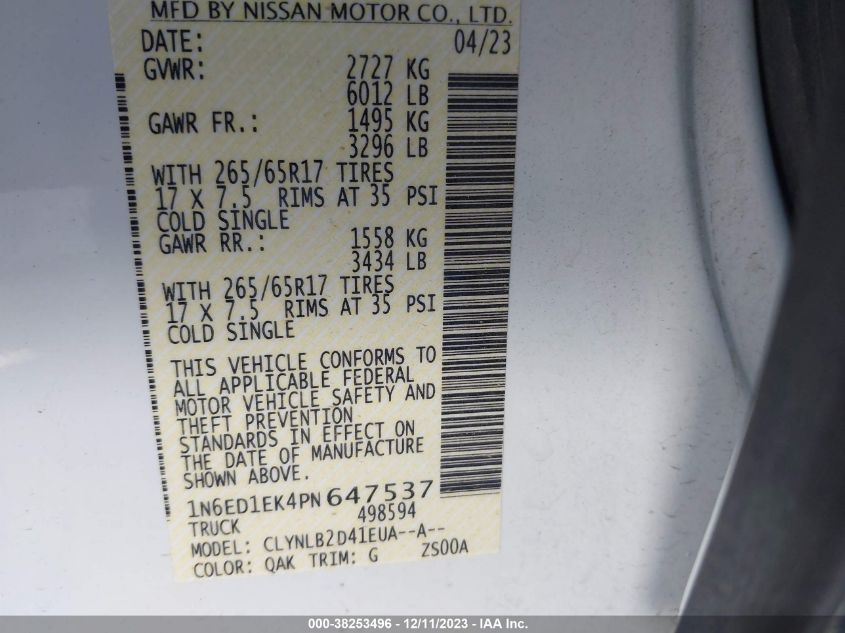 MFD BY NISSAN MOTOR CO., LTD.
DATE: 04/23
GVWR: 2727 KG
6012 LB
GAWR FR.: 1495 KG
3296 LB
WITH 265/65R17 TIRES
17 X 7.5 RIMS AT 35 PSI
COLD SINGLE
GAWR RR.: 1558 KG
3434 LB
WITH 265/65R17 TIRES
17 X 7.5 RIMS AT 35 PSI
COLD SINGLE
THIS VEHICLE CONFORMS TO
ALL APPLICABLE FEDERAL
MOTOR VEHICLE SAFETY AND
THEFT PREVENTION
STANDARDS IN EFFECT ON
THE DATE OF MANUFACTURE
SHOWN ABOVE.
1N6ED1EK4PN647537
TRUCK 498594
MODEL: CLYNLB2D41EUA--A--
COLOR: QAK TRIM: G ZS00A
000-38253496 - 12/11/2023 - IAA Inc.